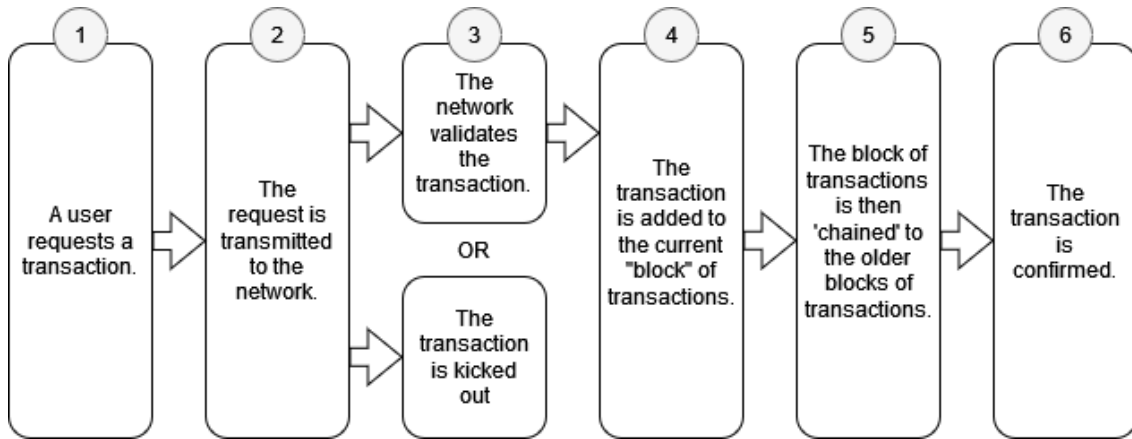 1
A user
requests a
transaction.
2
The
request is
transmitted
to the
network.
3
The
network
validates
the
transaction.
OR
The
transaction
is kicked
out
4
The
transaction
is added to
the current
"block" of
transactions.
5
The block of
transactions
is then
'chained' to
the older
blocks of
transactions.
6
The
transaction
is
confirmed.